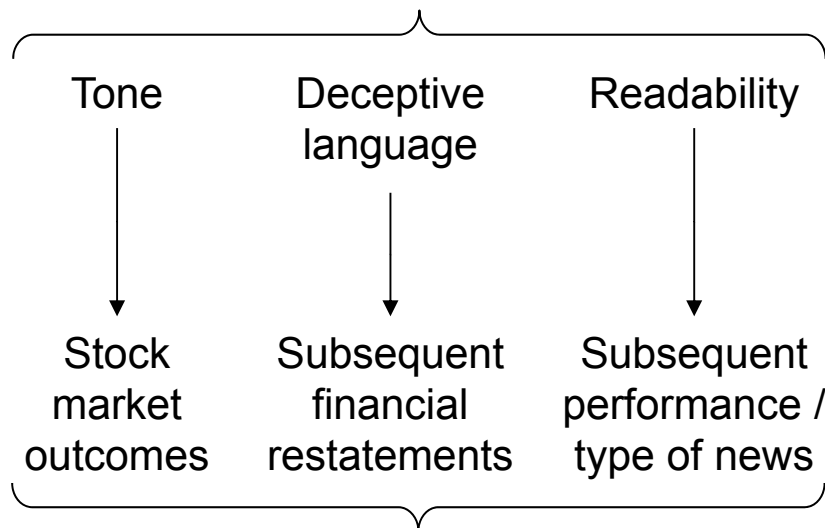 Tone
Deceptive
language
Readability
Stock
market
outcomes
Subsequent
financial
restatements
Subsequent
performance /
type of news